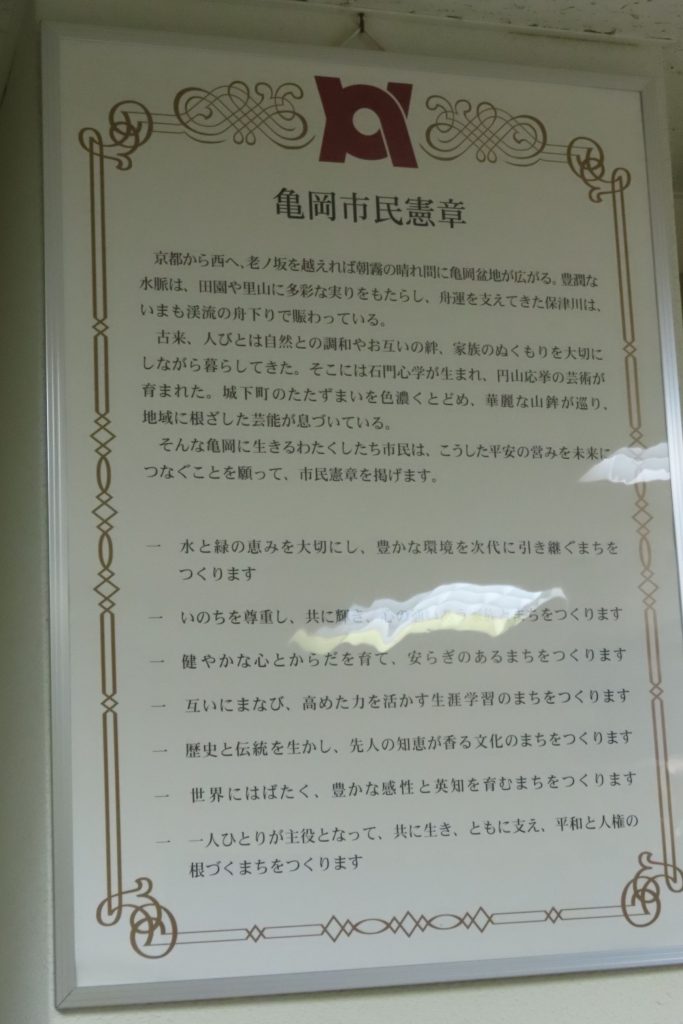 亀岡市民憲章
京都から西へ、老ノ坂を越えれば朝霧の晴れ間に亀岡盆地が広がる。豊潤な
水脈は、田園や里山に多彩な実りをもたらし、舟運を支えてきた保津川は、
いまも渓流の舟下りで賑わっている。
古来、人びとは自然との調和やお互いの絆、家族のぬくもりを大切に
しながら暮らしてきた。そこには石門心学が生まれ、円山応挙の芸術が
育まれた。城下町のたたずまいを色濃くとどめ、華麗な山鉾が巡り、
地域に根ざした芸能が息づいている。
そんな亀岡に生きるわたくしたち市民は、こうした平安の営みを未来に
つなぐことを願って、市民憲章を掲げます。
一 水と緑の恵みを大切にし、豊かな環境を次代に引き継ぐまちを
つくります
一 いのちを尊重し、共に輝き、心の まちをつくります
一 健やかな心とからだを育て、安らぎのあるまちをつくります
一 互いにまなび、高めた力を活かす生涯学習のまちをつくります
一 歴史と伝統を生かし、先人の知恵が香る文化のまちをつくります
一 世界にはばたく、豊かな感性と英知を育むまちをつくります
一 一人ひとりが主役となって、共に生き、ともに支え、平和と人権の
根づくまちをつくります